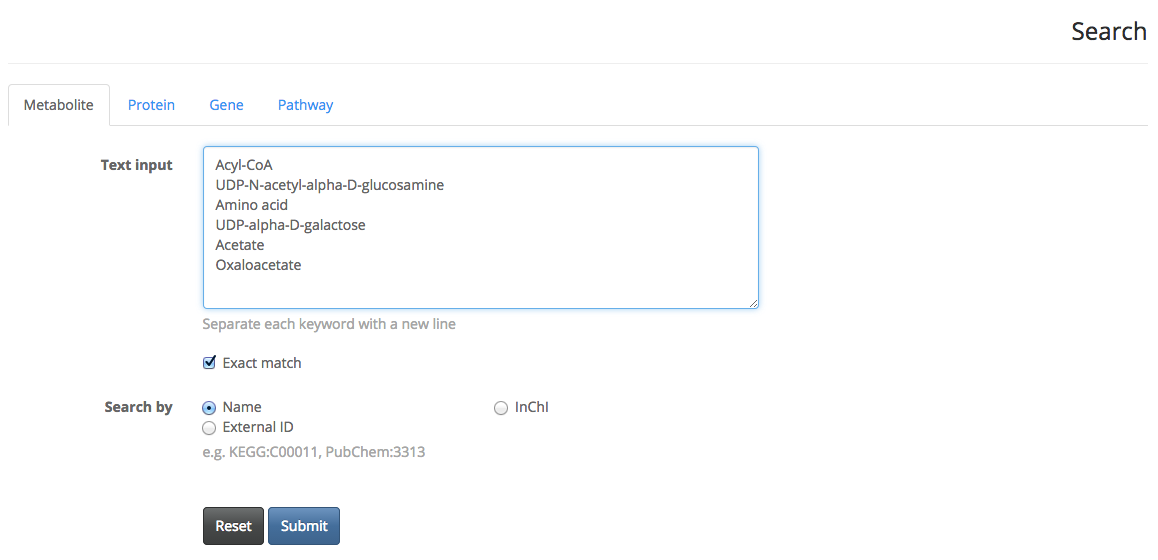 Search
Metabolite Protein Gene Pathway
Text input
Acyl-CoA
UDP-N-acetyl-alpha-D-glucosamine
Amino acid
UDP-alpha-D-galactose
Acetate
Oxaloacetate
Separate each keyword with a new line
Exact match
Search by Name InChI
External ID
e.g. KEGG:C00011, PubChem:3313
Reset Submit